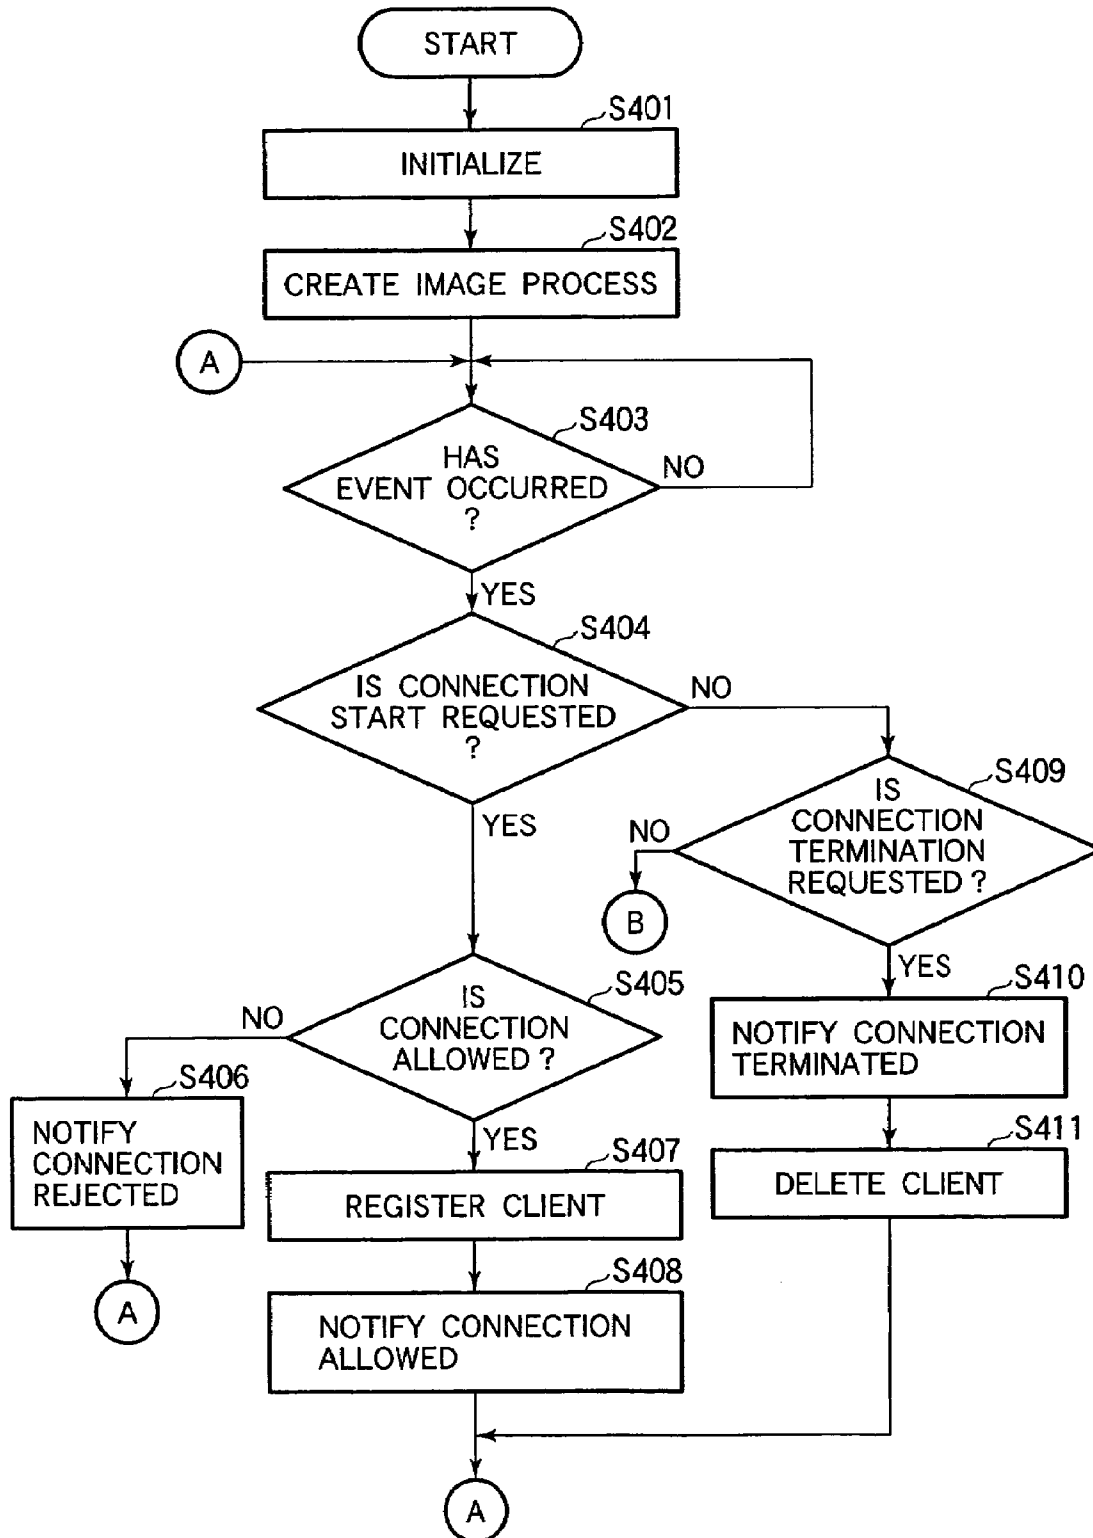 START
S401
INITIALIZE
S402
CREATE IMAGE PROCESS
A
S403
HAS
EVENT OCCURRED
?
NO
YES
S404
IS CONNECTION
START REQUESTED
?
NO
YES
S409
IS
CONNECTION
TERMINATION
REQUESTED ?
NO
B
YES
S405
IS
CONNECTION
ALLOWED ?
NO
YES
S406
NOTIFY
CONNECTION
REJECTED
A
S407
REGISTER CLIENT
S408
NOTIFY CONNECTION
ALLOWED
S410
NOTIFY CONNECTION
TERMINATED
S411
DELETE CLIENT
A